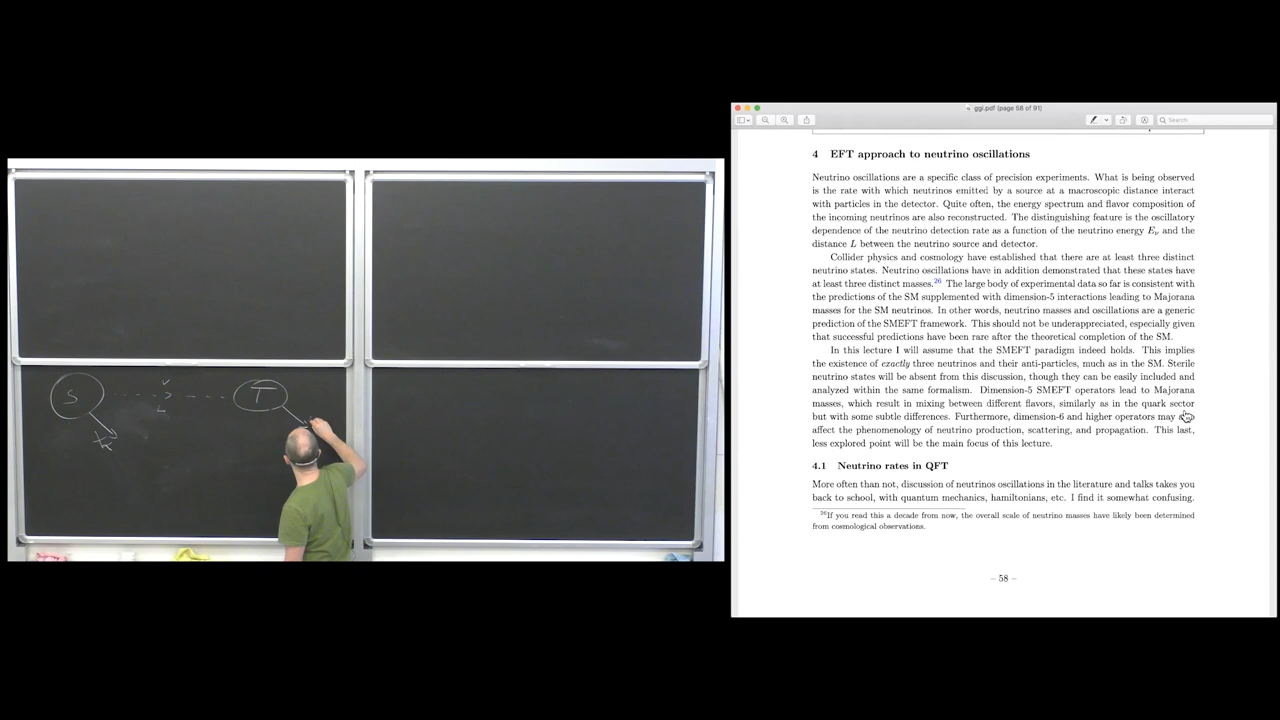 S
ν
L
T
ggi.pdf (page 58 of 91)
Search
4 EFT approach to neutrino oscillations
Neutrino oscillations are a specific class of precision experiments. What is being observed
is the rate with which neutrinos emitted by a source at a macroscopic distance interact
with particles in the detector. Quite often, the energy spectrum and flavor composition of
the incoming neutrinos are also reconstructed. The distinguishing feature is the oscillatory
dependence of the neutrino detection rate as a function of the neutrino energy Eν and the
distance L between the neutrino source and detector.
Collider physics and cosmology have established that there are at least three distinct
neutrino states. Neutrino oscillations have in addition demonstrated that these states have
at least three distinct masses.26 The large body of experimental data so far is consistent with
the predictions of the SM supplemented with dimension-5 interactions leading to Majorana
masses for the SM neutrinos. In other words, neutrino masses and oscillations are a generic
prediction of the SMEFT framework. This should not be underappreciated, especially given
that successful predictions have been rare after the theoretical completion of the SM.
In this lecture I will assume that the SMEFT paradigm indeed holds. This implies
the existence of exactly three neutrinos and their anti-particles, much as in the SM. Sterile
neutrino states will be absent from this discussion, though they can be easily included and
analyzed within the same formalism. Dimension-5 SMEFT operators lead to Majorana
masses, which result in mixing between different flavors, similarly as in the quark sector
but with some subtle differences. Furthermore, dimension-6 and higher operators may
affect the phenomenology of neutrino production, scattering, and propagation. This last,
less explored point will be the main focus of this lecture.
4.1 Neutrino rates in QFT
More often than not, discussion of neutrinos oscillations in the literature and talks takes you
back to school, with quantum mechanics, hamiltonians, etc. I find it somewhat confusing.
26If you read this a decade from now, the overall scale of neutrino masses have likely been determined
from cosmological observations.
– 58 –